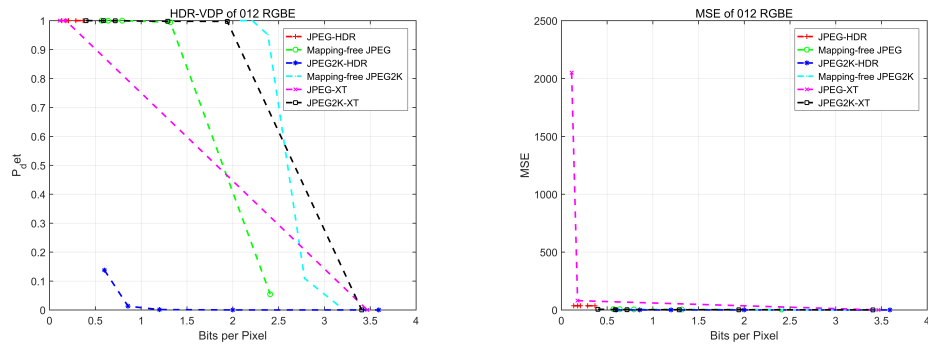 HDR-VDP of 012 RGBE
1
0.9
0.8
0.7
0.6
0.5
0.4
0.3
0.2
0.1
0
P_det
0 0.5 1 1.5 2 2.5 3 3.5 4
Bits per Pixel
JPEG-HDR
Mapping-free JPEG
JPEG2K-HDR
Mapping-free JPEG2K
JPEG-XT
JPEG2K-XT
MSE of 012 RGBE
2500
2000
1500
1000
500
0
MSE
0 0.5 1 1.5 2 2.5 3 3.5 4
Bits per Pixel
JPEG-HDR
Mapping-free JPEG
JPEG2K-HDR
Mapping-free JPEG2K
JPEG-XT
JPEG2K-XT